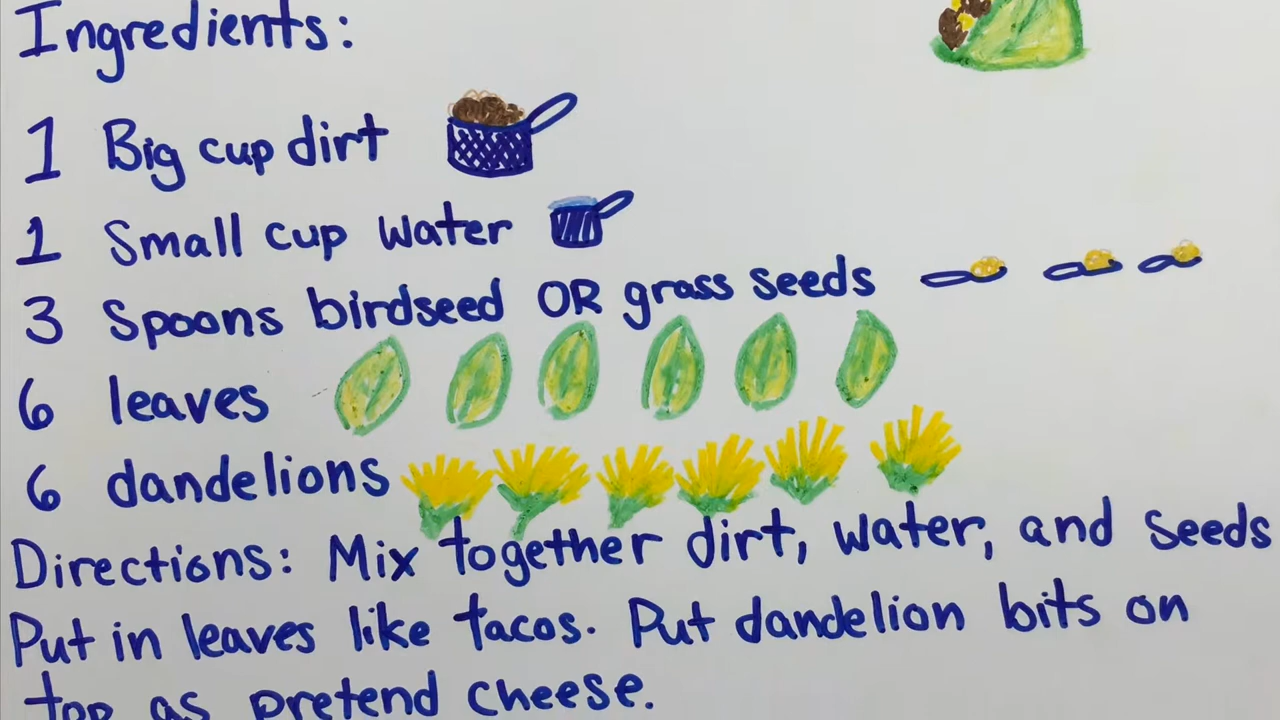 Ingredients:
1 Big cup dirt
1 Small cup water
3 Spoons birdseed OR grass seeds
6 leaves
6 dandelions
Directions: Mix together dirt, water, and seeds
Put in leaves like tacos. Put dandelion bits on
top as pretend cheese.